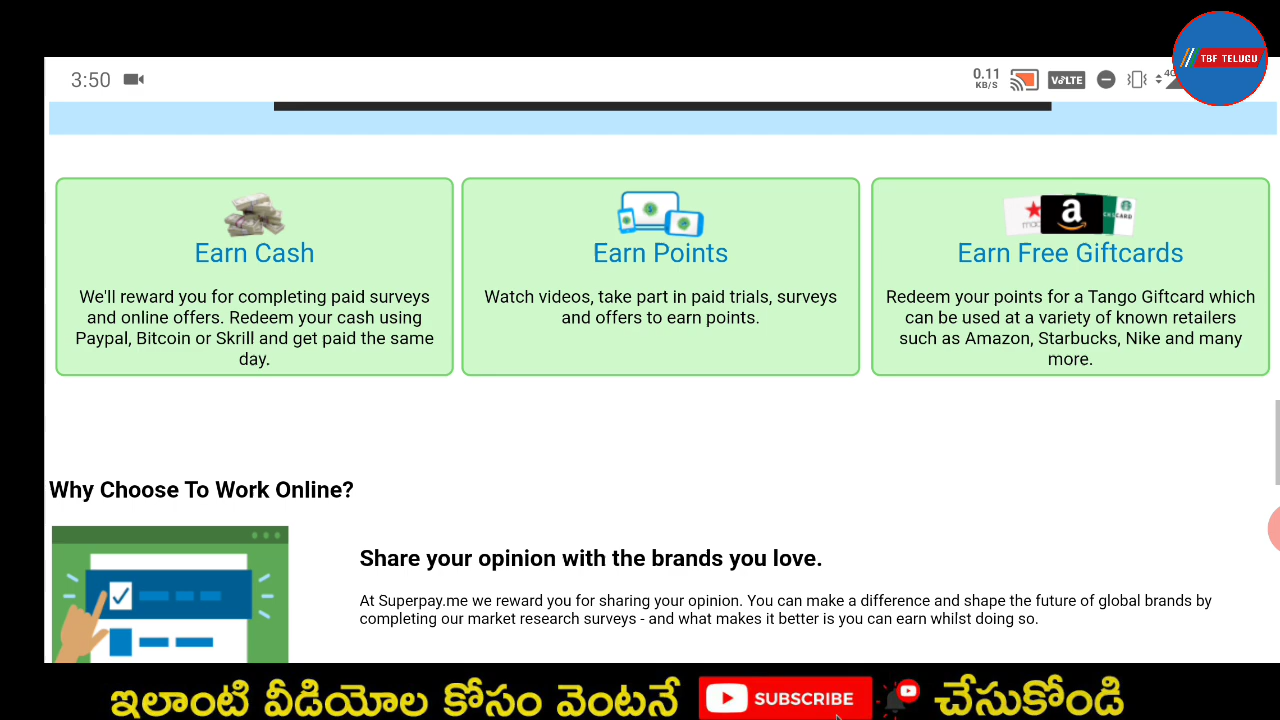 TBF TELUGU
3:50
0.11
KB/S
VoLTE
4G
Earn Cash
We'll reward you for completing paid surveys
and online offers. Redeem your cash using
Paypal, Bitcoin or Skrill and get paid the same
day.
Earn Points
Watch videos, take part in paid trials, surveys
and offers to earn points.
a
Earn Free Giftcards
Redeem your points for a Tango Giftcard which
can be used at a variety of known retailers
such as Amazon, Starbucks, Nike and many
more.
Why Choose To Work Online?
Share your opinion with the brands you love.
At Superpay.me we reward you for sharing your opinion. You can make a difference and shape the future of global brands by
completing our market research surveys - and what makes it better is you can earn whilst doing so.
ఇలాంటి వీడియోల కోసం వెంటనే SUBSCRIBE చేసుకోండి